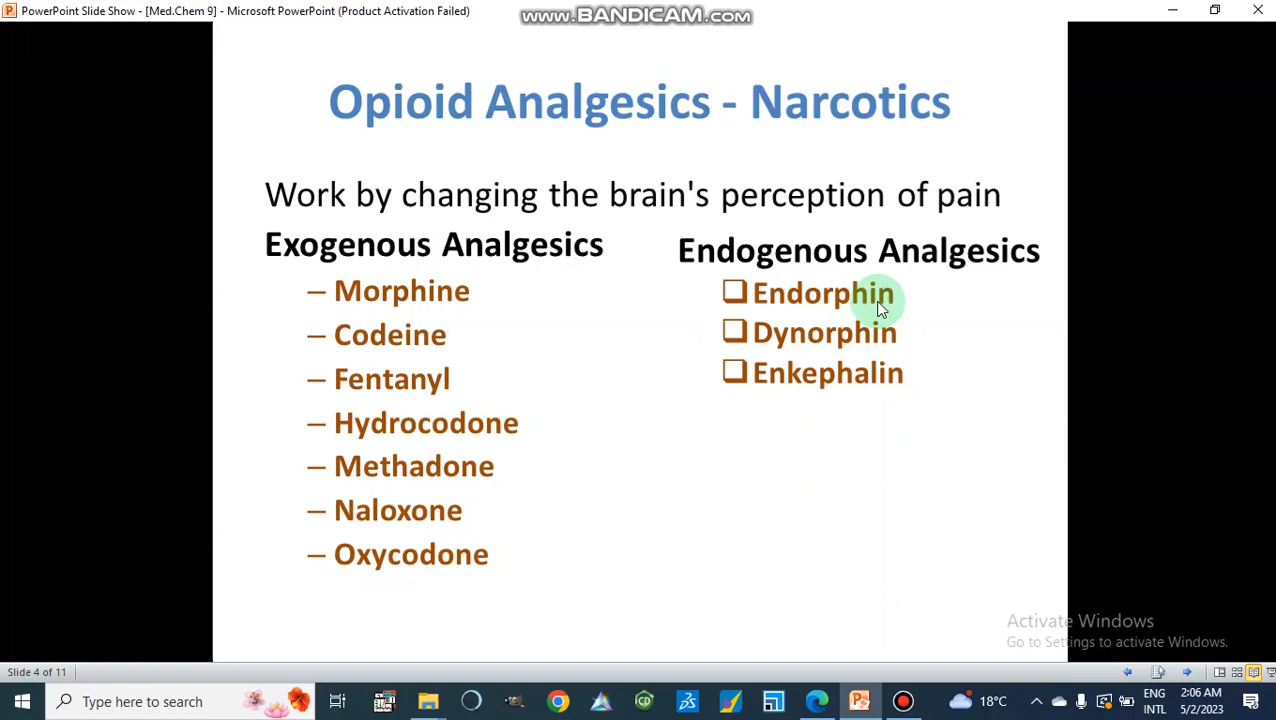 PowerPoint Slide Show - [Med.Chem 9] - Microsoft PowerPoint (Product Activation Failed)
www.BANDICAM.com
Opioid Analgesics - Narcotics
Work by changing the brain's perception of pain
Exogenous Analgesics
– Morphine
– Codeine
– Fentanyl
– Hydrocodone
– Methadone
– Naloxone
– Oxycodone
Endogenous Analgesics
❑ Endorphin
❑ Dynorphin
❑ Enkephalin
Activate Windows
Go to Settings to activate Windows.
Slide 4 of 11
Type here to search
18°C
ENG
INTL
2:06 AM
5/2/2023